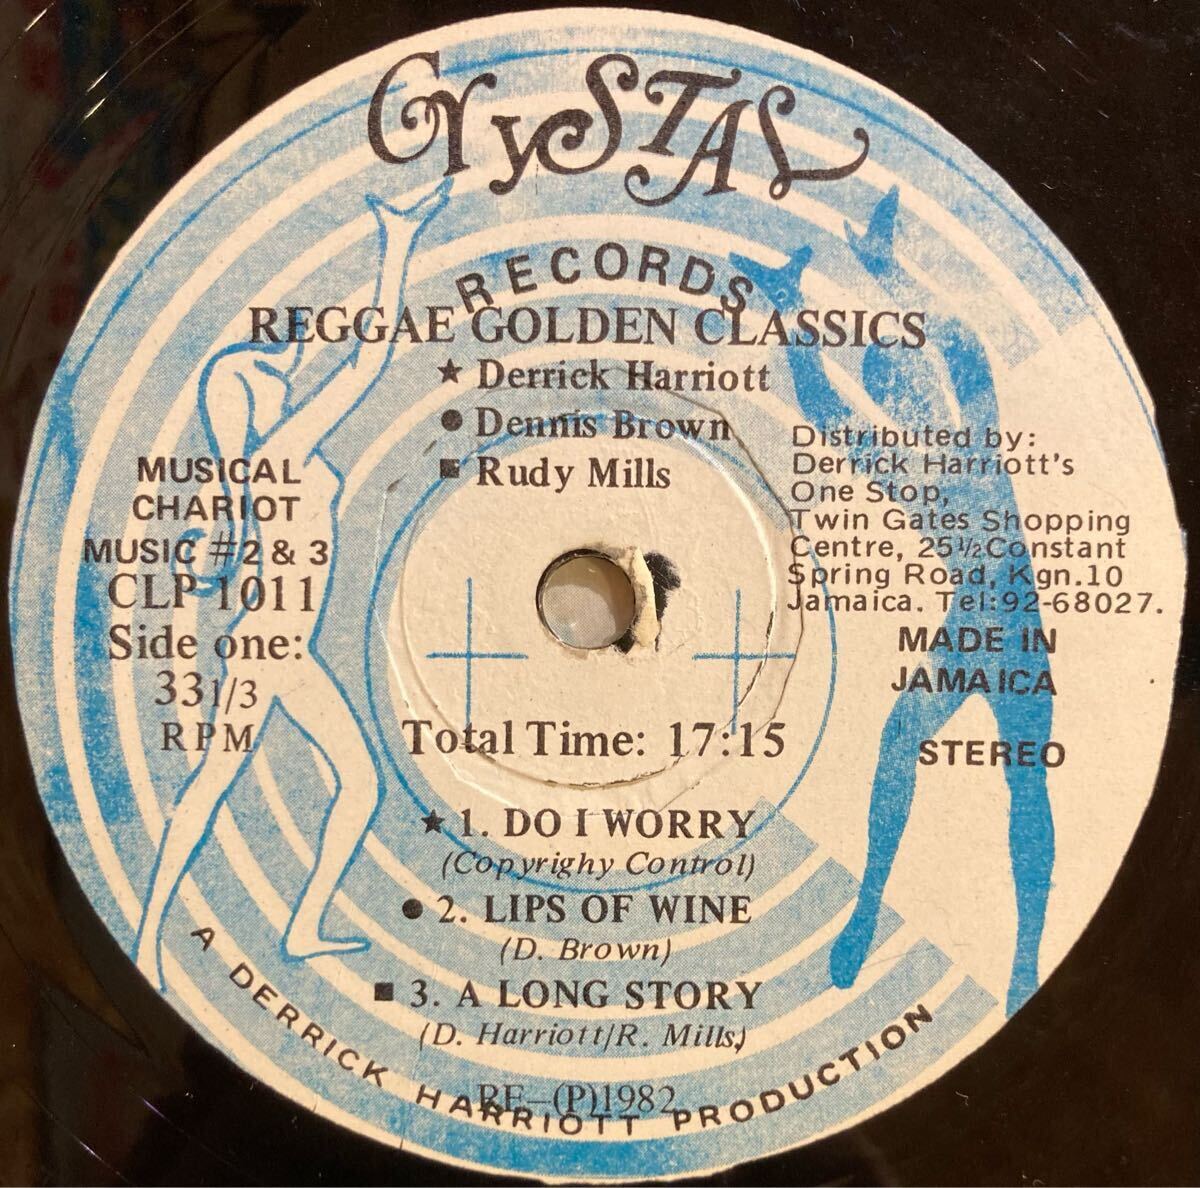 CrySTAL
RECORDS
REGGAE GOLDEN CLASSICS
★ Derrick Harriott
● Dennis Brown
■ Rudy Mills
MUSICAL
CHARIOT
MUSIC #2 & 3
CLP 1011
Side one:
33 1/3
RPM
Distributed by:
Derrick Harriott's
One Stop,
Twin Gates Shopping
Centre, 25½ Constant
Spring Road, Kgn.10
Jamaica. Tel:92-68027.
MADE IN
JAMAICA
STEREO
Total Time: 17:15
★ 1. DO I WORRY
(Copyrighy Control)
● 2. LIPS OF WINE
(D. Brown)
■ 3. A LONG STORY
(D. Harriott/R. Mills)
RE-(P)1982
A DERRICK HARRIOTT PRODUCTION